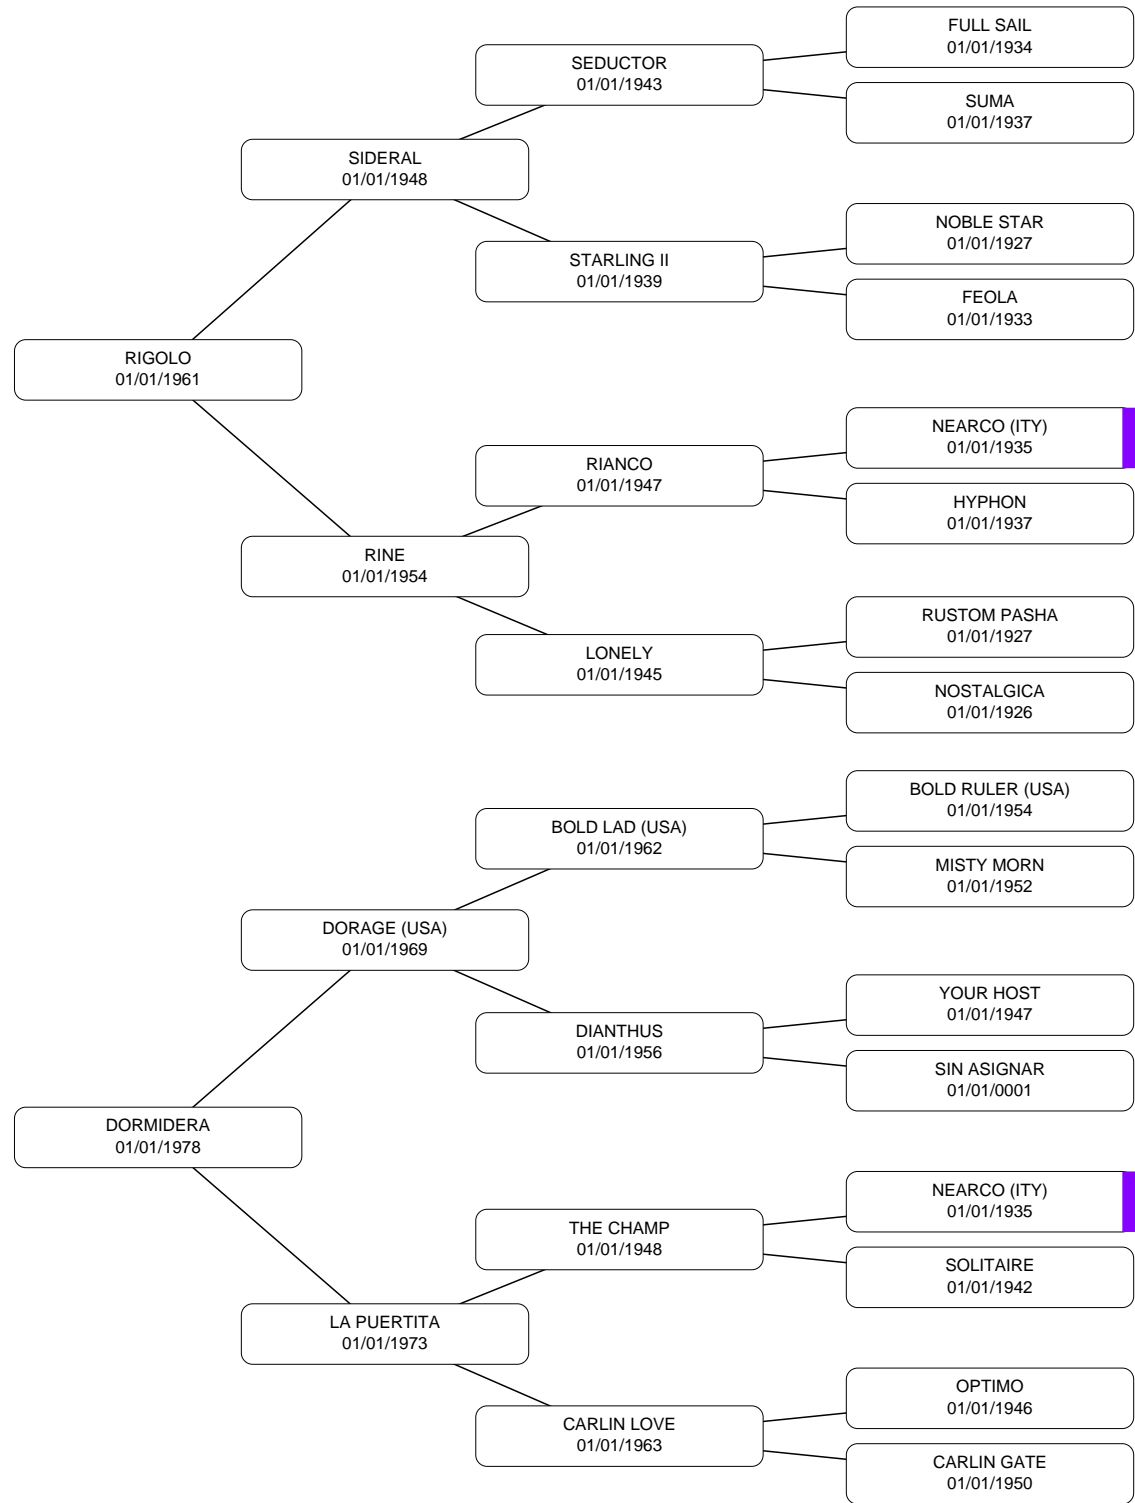 FULL SAIL
01/01/1934
SEDUCTOR
01/01/1943
SUMA
01/01/1937
SIDERAL
01/01/1948
NOBLE STAR
01/01/1927
STARLING II
01/01/1939
FEOLA
01/01/1933
RIGOLO
01/01/1961
NEARCO (ITY)
01/01/1935
RIANCO
01/01/1947
HYPHON
01/01/1937
RINE
01/01/1954
RUSTOM PASHA
01/01/1927
LONELY
01/01/1945
NOSTALGICA
01/01/1926
BOLD RULER (USA)
01/01/1954
BOLD LAD (USA)
01/01/1962
MISTY MORN
01/01/1952
DORAGE (USA)
01/01/1969
YOUR HOST
01/01/1947
DIANTHUS
01/01/1956
SIN ASIGNAR
01/01/0001
DORMIDERA
01/01/1978
NEARCO (ITY)
01/01/1935
THE CHAMP
01/01/1948
SOLITAIRE
01/01/1942
LA PUERTITA
01/01/1973
OPTIMO
01/01/1946
CARLIN LOVE
01/01/1963
CARLIN GATE
01/01/1950